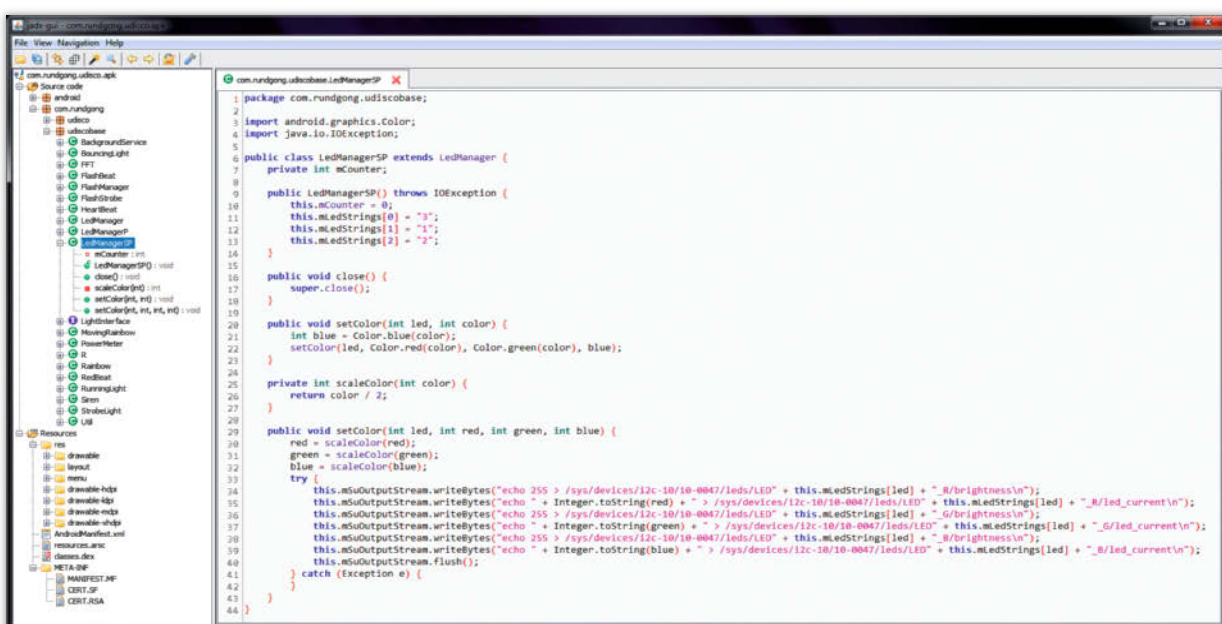 jadx-gui - com.rundgong.udisco.apk
File View Navigation Help
com.rundgong.udisco.apk
Source code
android
com.rundgong
udisco
udiscobase
BackgroundService
BouncingLight
FFT
FlashBeat
FlashManager
FlashStrobe
HeartBeat
LedManager
LedManagerP
LedManagerSP
mCounter : int
LedManagerSP() : void
close() : void
scaleColor(int) : int
setColor(int, int) : void
setColor(int, int, int, int) : void
LightInterface
MovingRainbow
PowerMeter
R
Rainbow
RedBeat
RunningLight
Siren
StrobeLight
Util
Resources
res
drawable
layout
menu
drawable-hdpi
drawable-ldpi
drawable-mdpi
drawable-xhdpi
AndroidManifest.xml
resources.arsc
classes.dex
META-INF
MANIFEST.MF
CERT.SF
CERT.RSA
com.rundgong.udiscobase.LedManagerSP
1 package com.rundgong.udiscobase;
2
3 import android.graphics.Color;
4 import java.io.IOException;
5
6 public class LedManagerSP extends LedManager {
7 private int mCounter;
8
9 public LedManagerSP() throws IOException {
10 this.mCounter = 0;
11 this.mLedStrings[0] = "3";
12 this.mLedStrings[1] = "1";
13 this.mLedStrings[2] = "2";
14 }
15
16 public void close() {
17 super.close();
18 }
19
20 public void setColor(int led, int color) {
21 int blue = Color.blue(color);
22 setColor(led, Color.red(color), Color.green(color), blue);
23 }
24
25 private int scaleColor(int color) {
26 return color / 2;
27 }
28
29 public void setColor(int led, int red, int green, int blue) {
30 red = scaleColor(red);
31 green = scaleColor(green);
32 blue = scaleColor(blue);
33 try {
34 this.mSuOutputStream.writeBytes("echo 255 > /sys/devices/i2c-10/10-0047/leds/LED" + this.mLedStrings[led] + "_R/brightness\n");
35 this.mSuOutputStream.writeBytes("echo " + Integer.toString(red) + " > /sys/devices/i2c-10/10-0047/leds/LED" + this.mLedStrings[led] + "_R/led_current\n");
36 this.mSuOutputStream.writeBytes("echo 255 > /sys/devices/i2c-10/10-0047/leds/LED" + this.mLedStrings[led] + "_G/brightness\n");
37 this.mSuOutputStream.writeBytes("echo " + Integer.toString(green) + " > /sys/devices/i2c-10/10-0047/leds/LED" + this.mLedStrings[led] + "_G/led_current\n");
38 this.mSuOutputStream.writeBytes("echo 255 > /sys/devices/i2c-10/10-0047/leds/LED" + this.mLedStrings[led] + "_B/brightness\n");
39 this.mSuOutputStream.writeBytes("echo " + Integer.toString(blue) + " > /sys/devices/i2c-10/10-0047/leds/LED" + this.mLedStrings[led] + "_B/led_current\n");
40 this.mSuOutputStream.flush();
41 } catch (Exception e) {
42 }
43 }
44 }